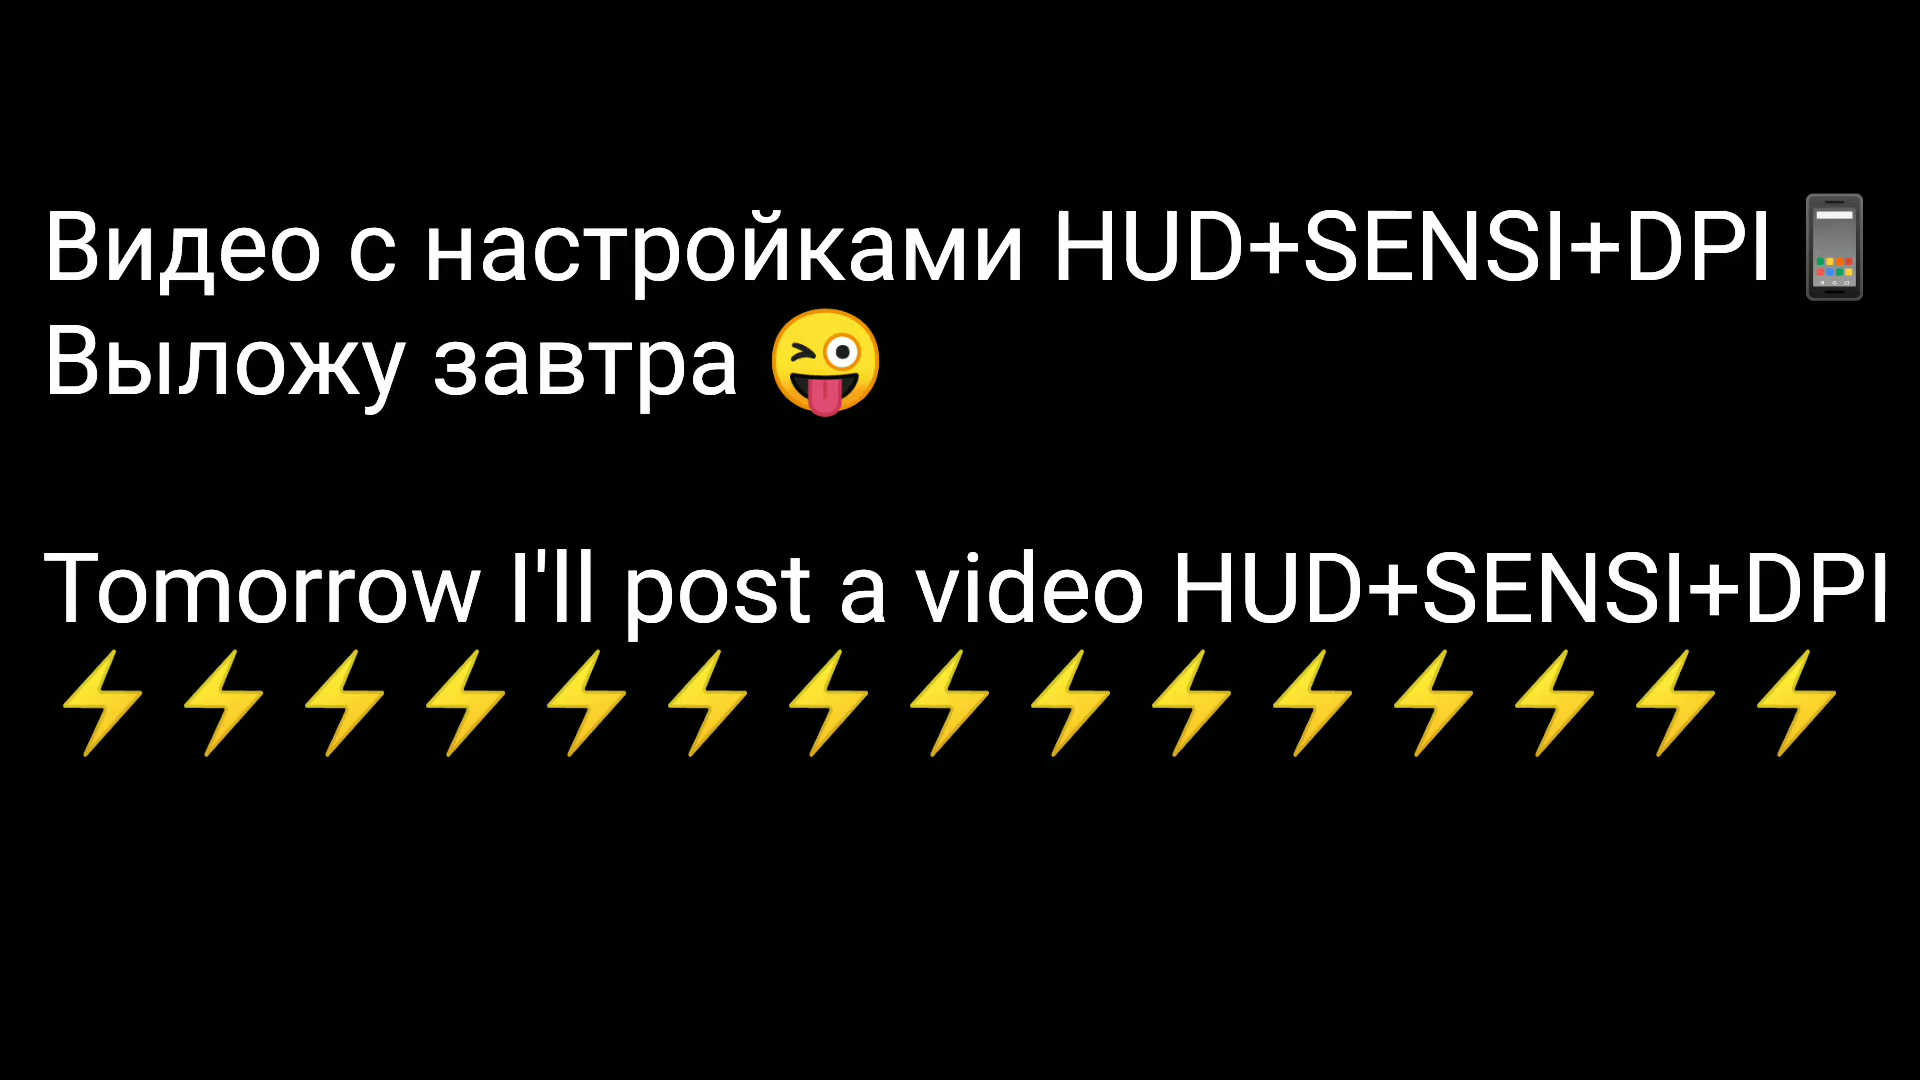 Видео с настройками HUD+SENSI+DPI 📱
Выложу завтра 😜
Tomorrow I'll post a video HUD+SENSI+DPI
⚡⚡⚡⚡⚡⚡⚡⚡⚡⚡⚡⚡⚡⚡⚡